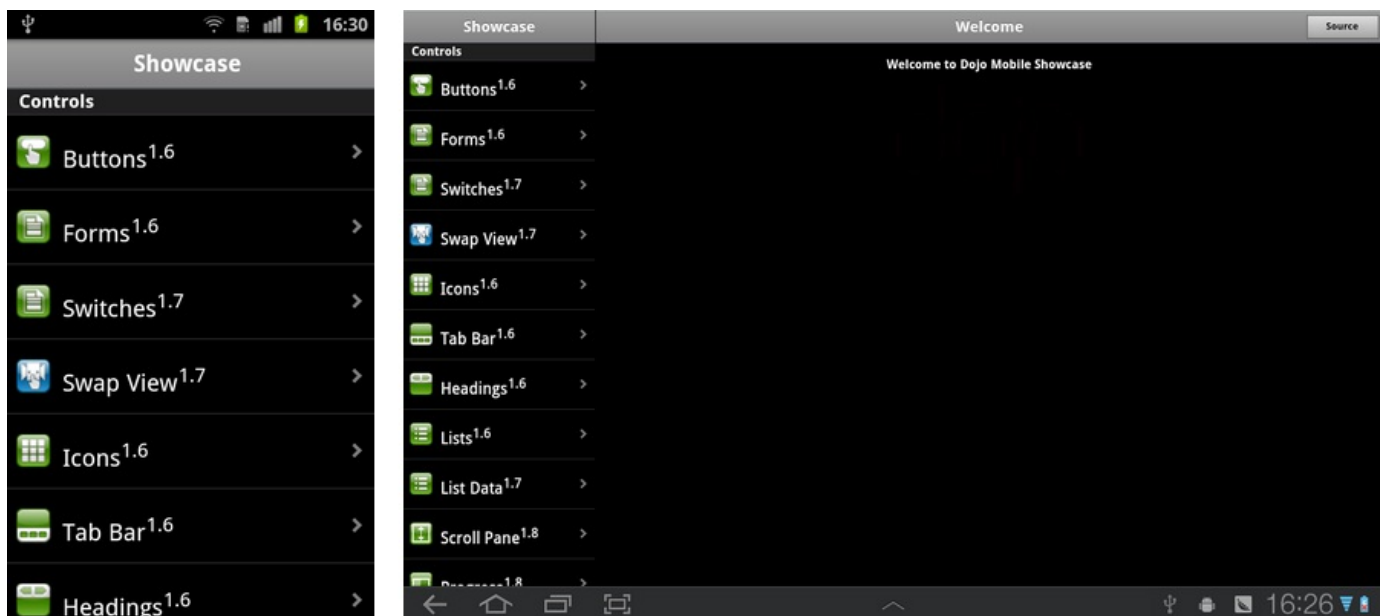 16:30
Showcase
Controls
Buttons1.6
Forms1.6
Switches1.7
Swap View1.7
Icons1.6
Tab Bar1.6
Headings1.6
Showcase
Welcome
Source
Controls
Welcome to Dojo Mobile Showcase
Buttons1.6
Forms1.6
Switches1.7
Swap View1.7
Icons1.6
Tab Bar1.6
Headings1.6
Lists1.6
List Data1.7
Scroll Pane1.8
Progress1.8
16:26